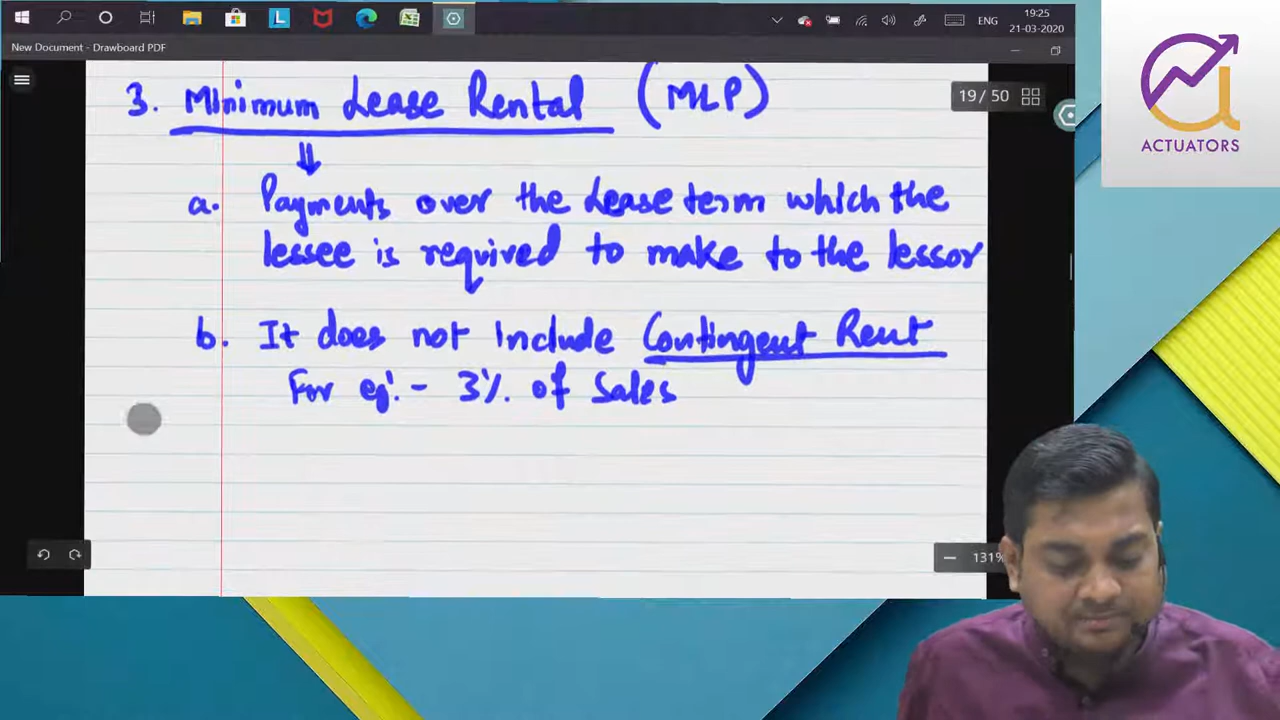 19:25
ENG
21-03-2020
New Document - Drawboard PDF
ACTUATORS
19 / 50
3. Minimum Lease Rental (MLP)
a. Payments over the Lease term which the
lessee is required to make to the lessor
b. It does not include Contingent Rent
For eg:- 3% of Sales
131%